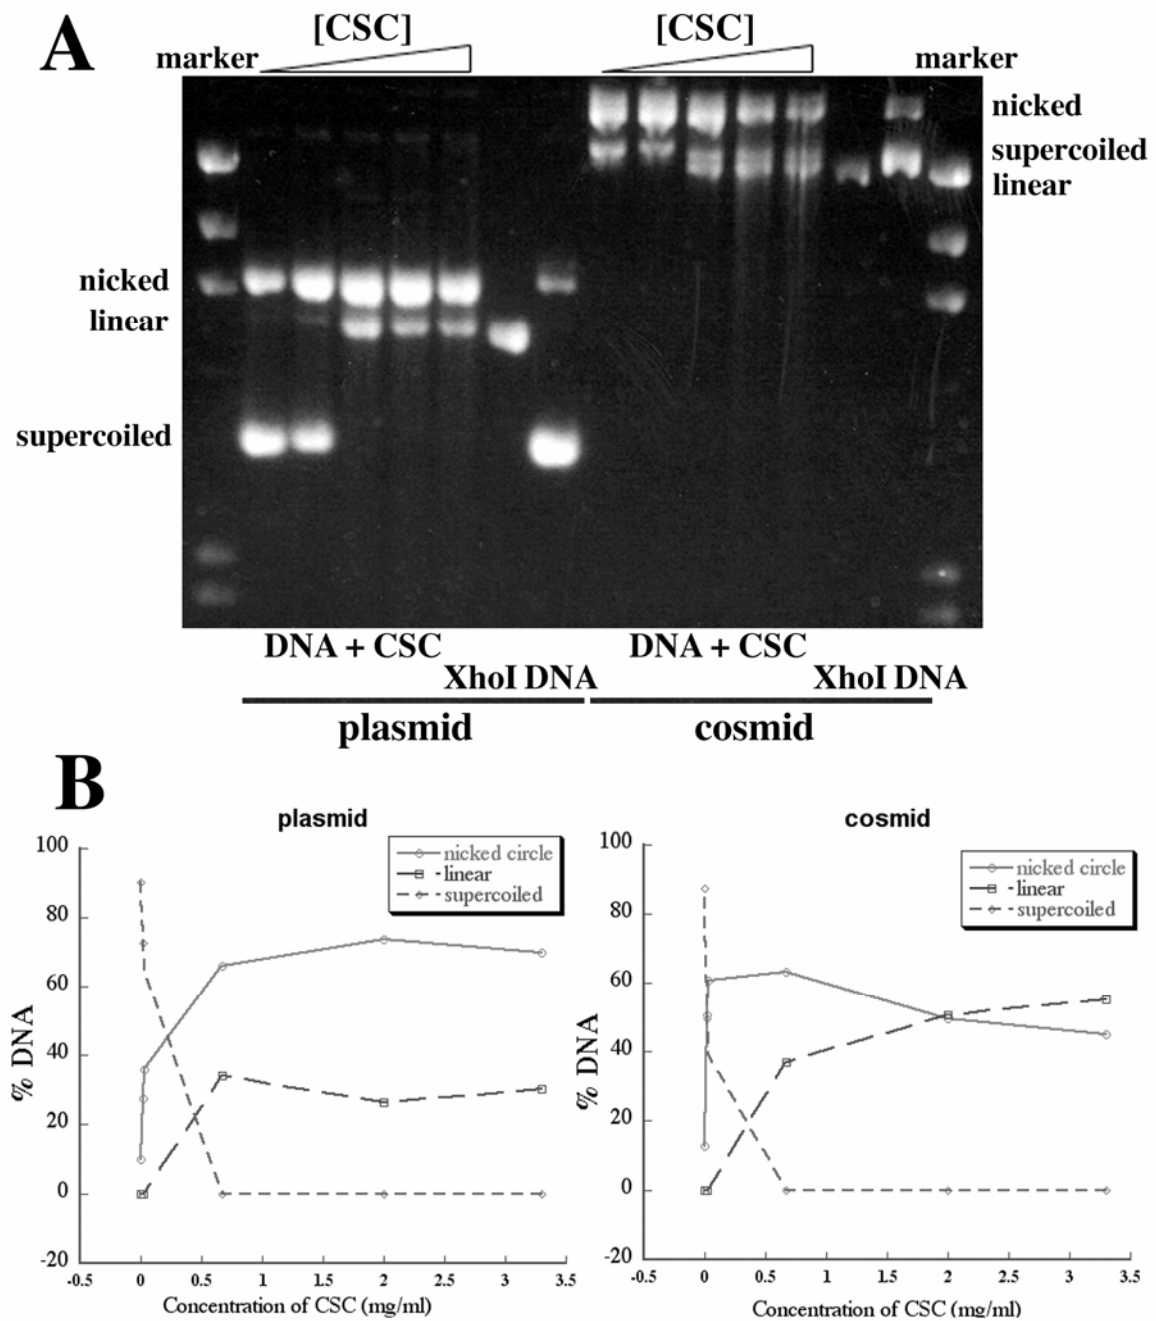 A
[CSC]
[CSC]
marker
marker
nicked
supercoiled
linear
nicked
linear
supercoiled
DNA + CSC
DNA + CSC
XhoI DNA
XhoI DNA
plasmid
cosmid
B
plasmid
nicked circle
linear
supercoiled
% DNA
100
80
60
40
20
0
-20
-0.5 0 0.5 1 1.5 2 2.5 3 3.5
Concentration of CSC (mg/ml)
cosmid
nicked circle
linear
supercoiled
% DNA
100
80
60
40
20
0
-20
-0.5 0 0.5 1 1.5 2 2.5 3 3.5
Concentration of CSC (mg/ml)